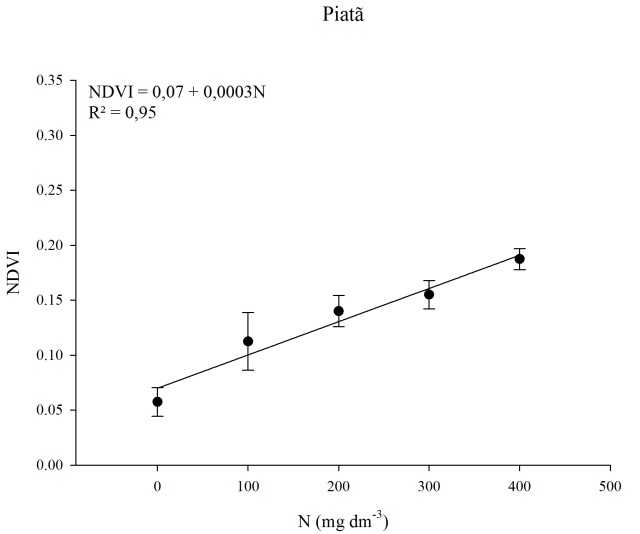 Piatã
NDVI = 0,07 + 0,0003N
R² = 0,95
0.35
0.30
0.25
0.20
0.15
0.10
0.05
0.00
NDVI
0 100 200 300 400 500
N (mg dm⁻³)